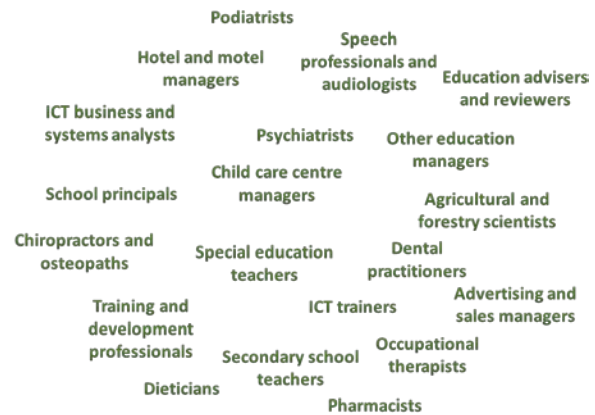 Podiatrists
Hotel and motel
managers
Speech
professionals and
audiologists
Education advisers
and reviewers
ICT business and
systems analysts
Psychiatrists
Other education
managers
Child care centre
managers
School principals
Agricultural and
forestry scientists
Chiropractors and
osteopaths
Special education
teachers
Dental
practitioners
Training and
development
professionals
ICT trainers
Advertising and
sales managers
Secondary school
teachers
Occupational
therapists
Dieticians
Pharmacists